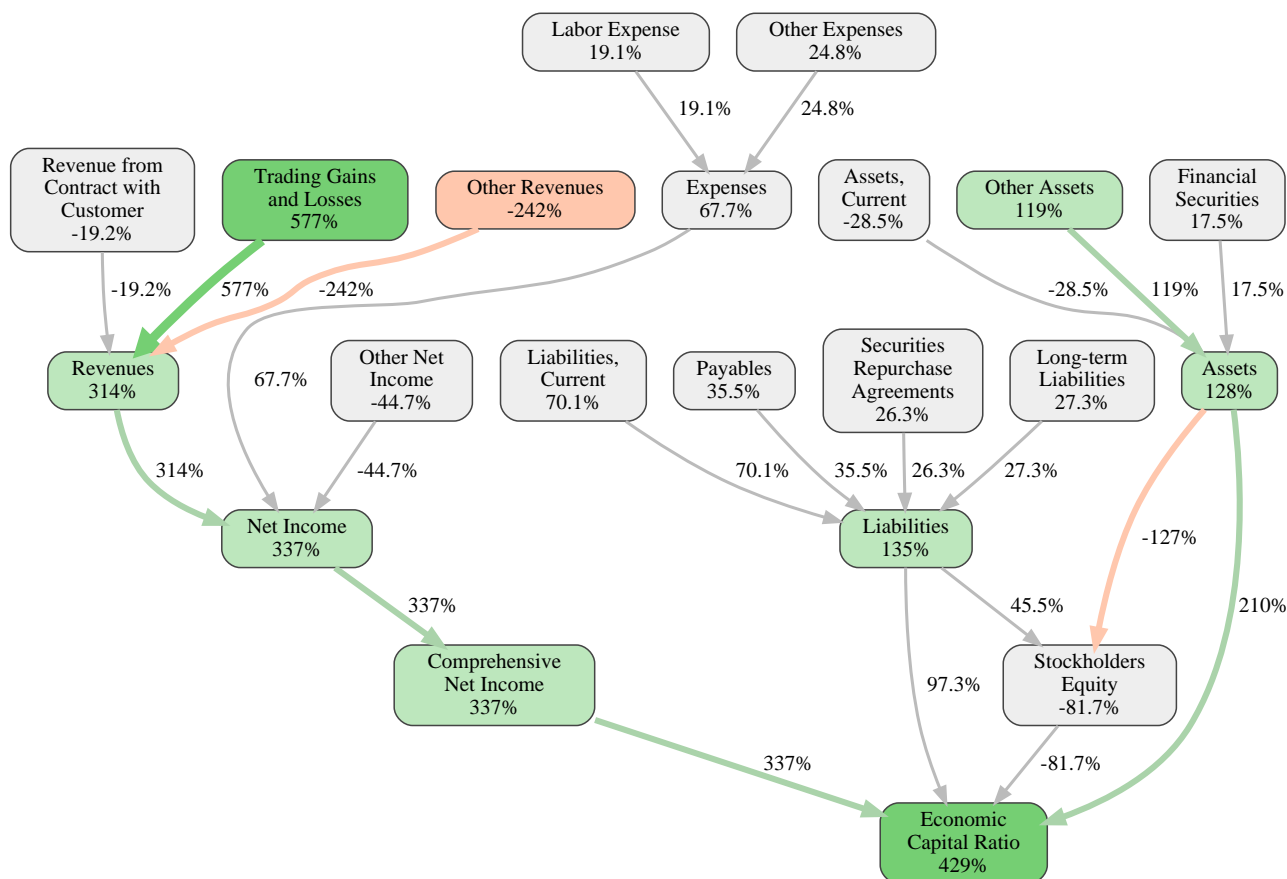 Labor Expense
19.1%
Other Expenses
24.8%
19.1%
24.8%
Revenue from
Contract with
Customer
-19.2%
Trading Gains
and Losses
577%
Other Revenues
-242%
Expenses
67.7%
Assets,
Current
-28.5%
Other Assets
119%
Financial
Securities
17.5%
-19.2%
577%
-242%
-28.5%
119%
17.5%
Revenues
314%
67.7%
Other Net
Income
-44.7%
Liabilities,
Current
70.1%
Payables
35.5%
Securities
Repurchase
Agreements
26.3%
Long-term
Liabilities
27.3%
Assets
128%
314%
-44.7%
70.1%
35.5%
26.3%
27.3%
Net Income
337%
Liabilities
135%
-127%
337%
45.5%
210%
Comprehensive
Net Income
337%
97.3%
Stockholders
Equity
-81.7%
337%
-81.7%
Economic
Capital Ratio
429%